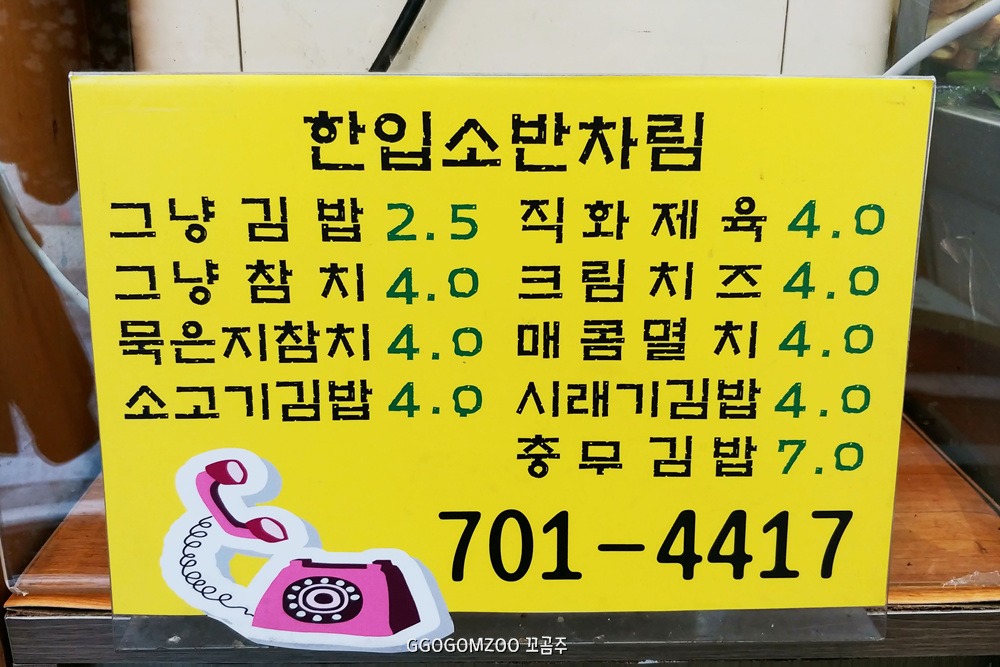 한입소반차림
그냥 김 밥 2.5 직화제육 4.0
그냥 참 치 4.0 크림치즈 4.0
묵은지참치 4.0 매콤멸치 4.0
소고기김밥 4.0 시래기김밥 4.0
충무김밥 7.0
701-4417
GGOGOMZOO 꼬곰주